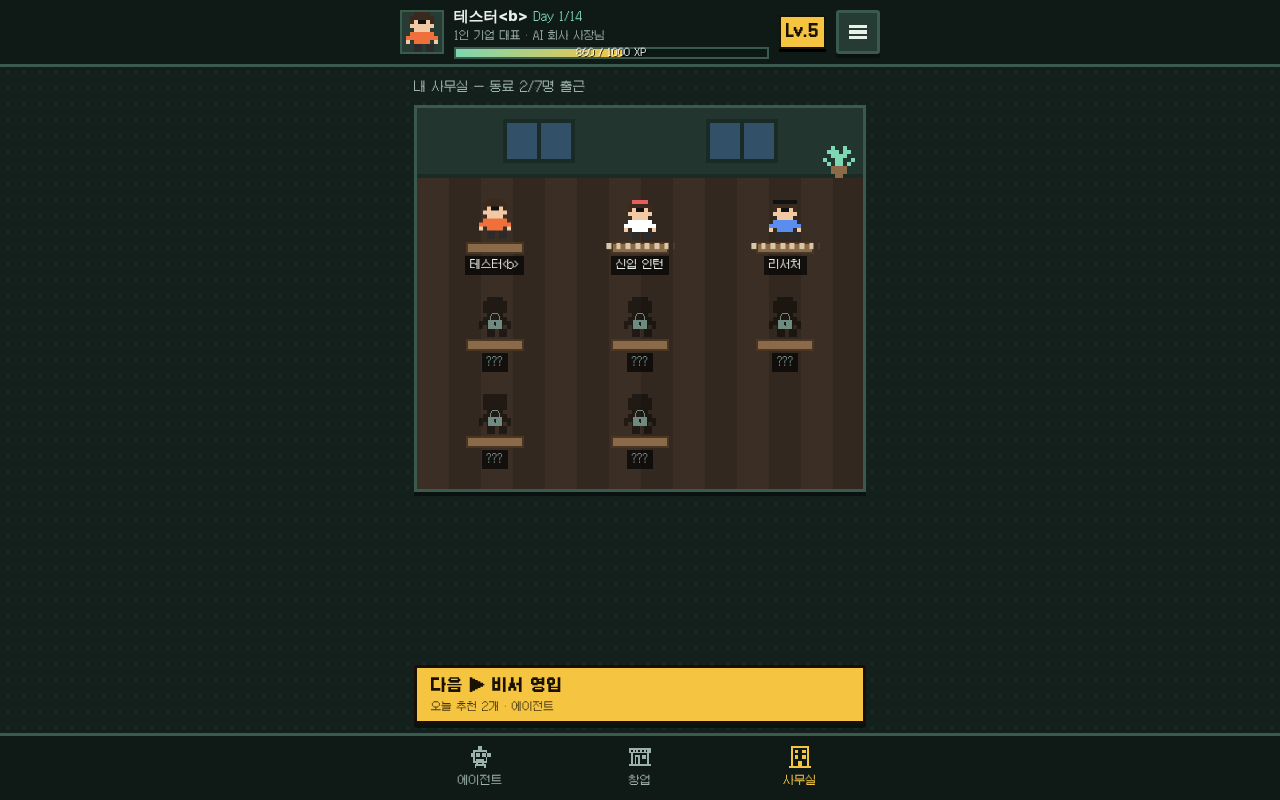 테스터<b> Day 1/14
1인 기업 대표 · AI 회사 사장님
860 / 1000 XP
Lv.5
내 사무실 — 동료 2/7명 출근
테스터<b>
신입 인턴
리서처
???
???
???
???
???
다음 ▶ 비서 영입
오늘 추천 2개 · 에이전트
에이전트
창업
사무실